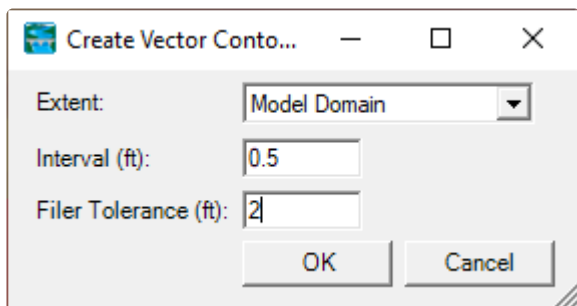 Create Vector Conto...
Extent: Model Domain
Interval (ft): 0.5
Filer Tolerance (ft): 2
OK Cancel